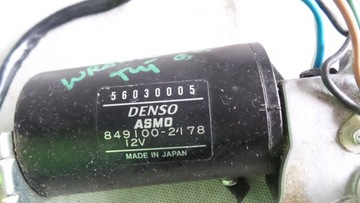 56030005
DENSO
ASMO
849100-2178
12V
MADE IN JAPAN